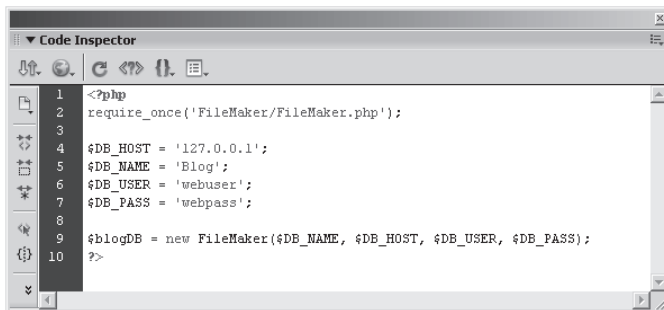 Code Inspector
1 <?php
2 require_once('FileMaker/FileMaker.php');
3
4 $DB_HOST = '127.0.0.1';
5 $DB_NAME = 'Blog';
6 $DB_USER = 'webuser';
7 $DB_PASS = 'webpass';
8
9 $blogDB = new FileMaker($DB_NAME, $DB_HOST, $DB_USER, $DB_PASS);
10 ?>